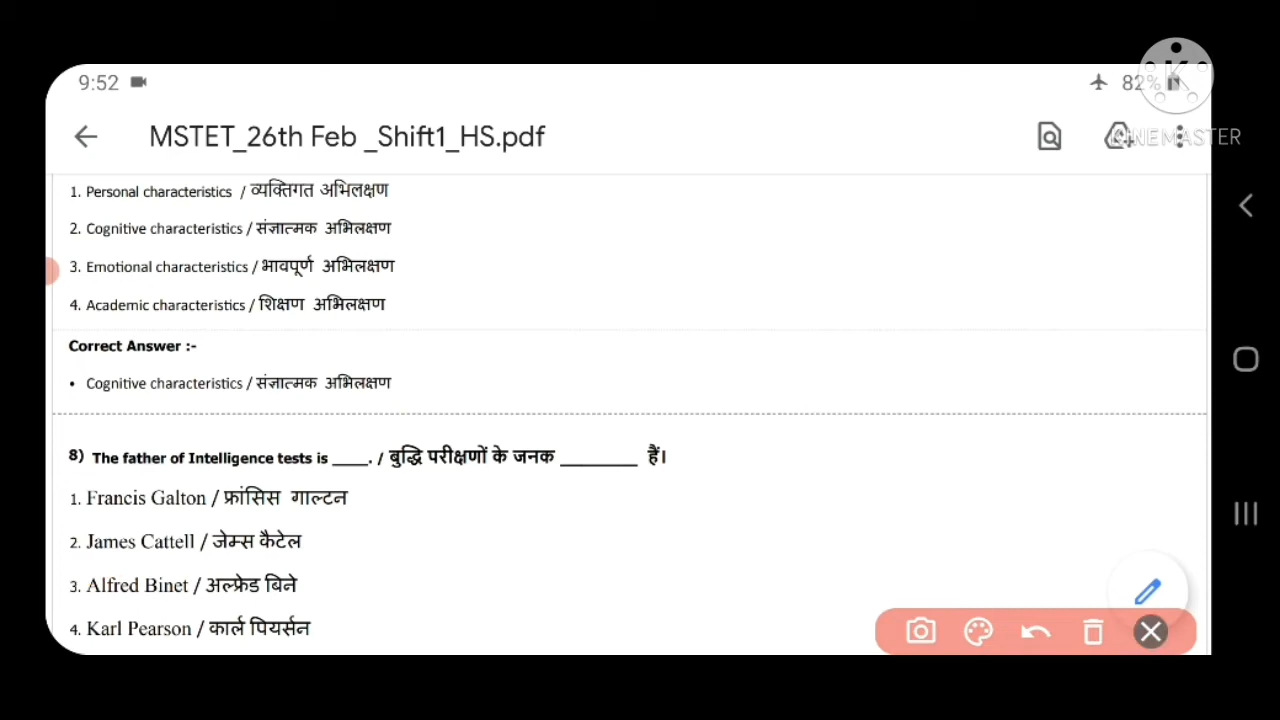 9:52 82%
K
KINEMASTER
MSTET_26th Feb _Shift1_HS.pdf
1. Personal characteristics / व्यक्तिगत अभिलक्षण
2. Cognitive characteristics / संज्ञात्मक अभिलक्षण
3. Emotional characteristics / भावपूर्ण अभिलक्षण
4. Academic characteristics / शिक्षण अभिलक्षण
Correct Answer :-
• Cognitive characteristics / संज्ञात्मक अभिलक्षण
8) The father of Intelligence tests is ____. / बुद्धि परीक्षणों के जनक ________ हैं।
1. Francis Galton / फ्रांसिस गाल्टन
2. James Cattell / जेम्स कैटेल
3. Alfred Binet / अल्फ्रेड बिने
4. Karl Pearson / कार्ल पियर्सन